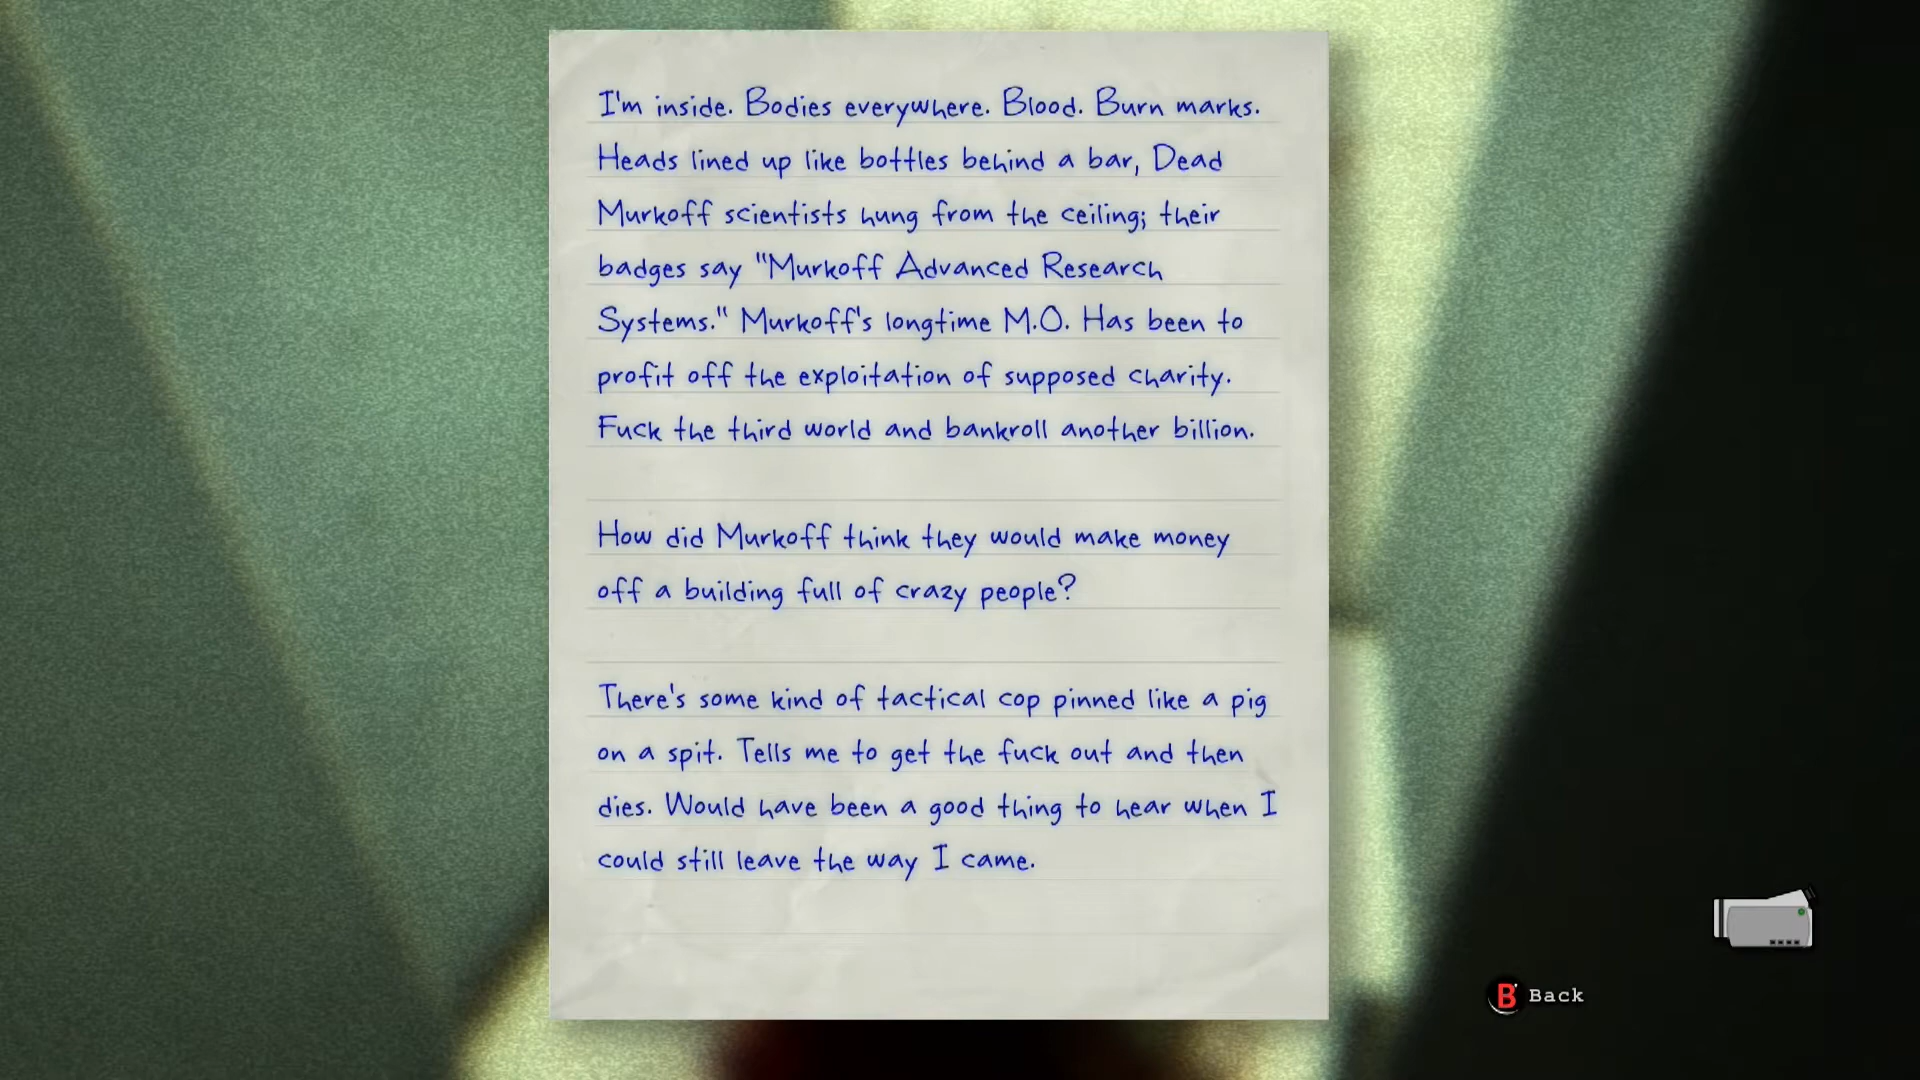 I'm inside. Bodies everywhere. Blood. Burn marks.
Heads lined up like bottles behind a bar, Dead
Murkoff scientists hung from the ceiling; their
badges say "Murkoff Advanced Research
Systems." Murkoff's longtime M.O. Has been to
profit off the exploitation of supposed charity.
Fuck the third world and bankroll another billion.
How did Murkoff think they would make money
off a building full of crazy people?
There's some kind of tactical cop pinned like a pig
on a spit. Tells me to get the fuck out and then
dies. Would have been a good thing to hear when I
could still leave the way I came.
B Back